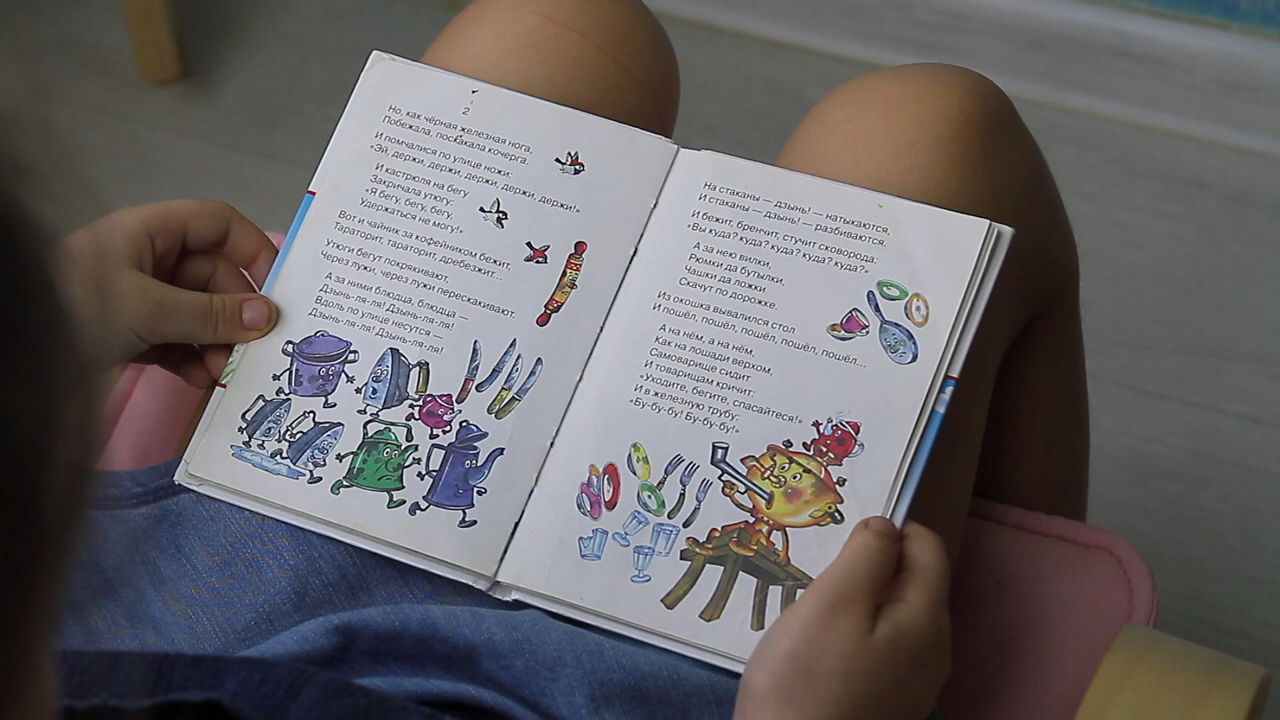 2
Но, как чёрная железная нога,
Побежала, поскакала кочерга.
И помчалися по улице ножи:
«Эй, держи, держи, держи, держи, держи!»
И кастрюля на бегу
Закричала утюгу:
«Я бегу, бегу, бегу,
Удержаться не могу!»
Вот и чайник за кофейником бежит,
Тараторит, тараторит, дребезжит...
Утюги бегут покрякивают,
Через лужи, через лужи перескакивают.
А за ними блюдца, блюдца —
Дзынь-ля-ля! Дзынь-ля-ля!
Вдоль по улице несутся —
Дзынь-ля-ля! Дзынь-ля-ля!
На стаканы — дзынь! — натыкаются,
И стаканы — дзынь! — разбиваются.
И бежит, бренчит, стучит сковорода:
«Вы куда? куда? куда? куда? куда?»
А за нею вилки,
Рюмки да бутылки,
Чашки да ложки
Скачут по дорожке.
Из окошка вывалился стол
И пошёл, пошёл, пошёл, пошёл, пошёл...
А на нём, а на нём,
Как на лошади верхом,
Самоварище сидит
И товарищам кричит:
«Уходите, бегите, спасайтеся!»
И в железную трубу:
«Бу-бу-бу! Бу-бу-бу!»